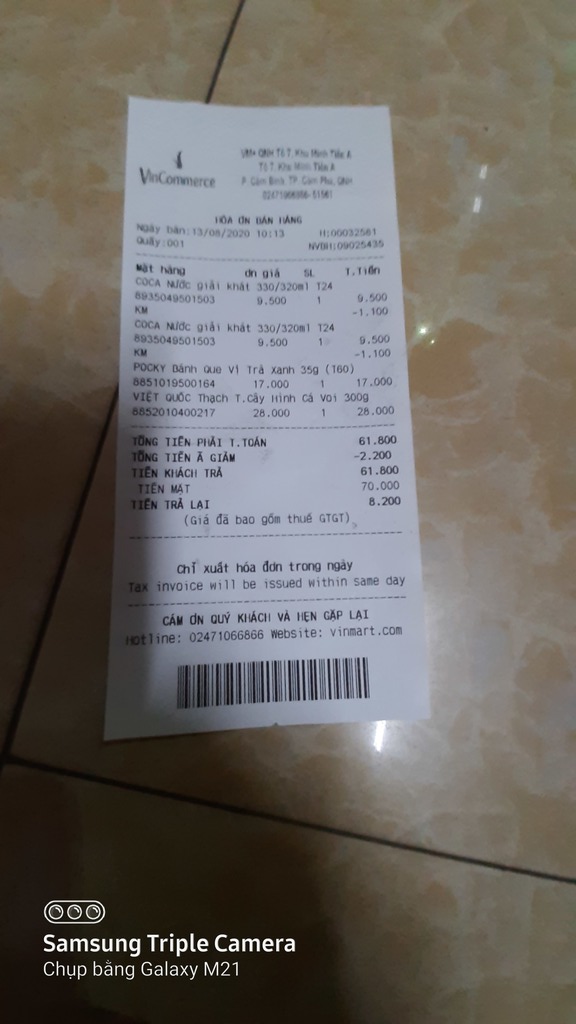 VinCommerce
VM+ QNH Tổ 7, Khu Minh Tiến A
Tổ 7, Khu Minh Tiến A
P. Cẩm Bình, TP. Cẩm Phả, QNH
HÓA ƠN BÁN HÀNG
Ngày bán:13/08/2020 10:13 H:00032561
Quầy:001 NVBH:09025435
Mặt hàng ơn giá SL T.Tiền
COCA Nước giải khát 330/320ml T24
8935049501503 9.500 1 9.500
KM -1.100
COCA Nước giải khát 330/320ml T24
8935049501503 9.500 1 9.500
KM -1.100
POCKY Bánh Que Vị Trà Xanh 35g (T60)
8851019500164 17.000 1 17.000
VIỆT QUỐC Thạch T.Cây Hình Cá Voi 300g
8852010400217 28.000 1 28.000
TỔNG TIỀN PHẢI T.TOÁN 61.800
TỔNG TIỀN Ã GIẢM -2.200
TIỀN KHÁCH TRẢ 61.800
TIỀN MẶT 70.000
TIỀN TRẢ LẠI 8.200
(Giá đã bao gồm thuế GTGT)
Chỉ xuất hóa đơn trong ngày
Tax invoice will be issued within same day
CÁM ƠN QUÝ KHÁCH VÀ HẸN GẶP LẠI
Hotline: 02471066866 Website: vinmart.com
Samsung Triple Camera
Chụp bằng Galaxy M21